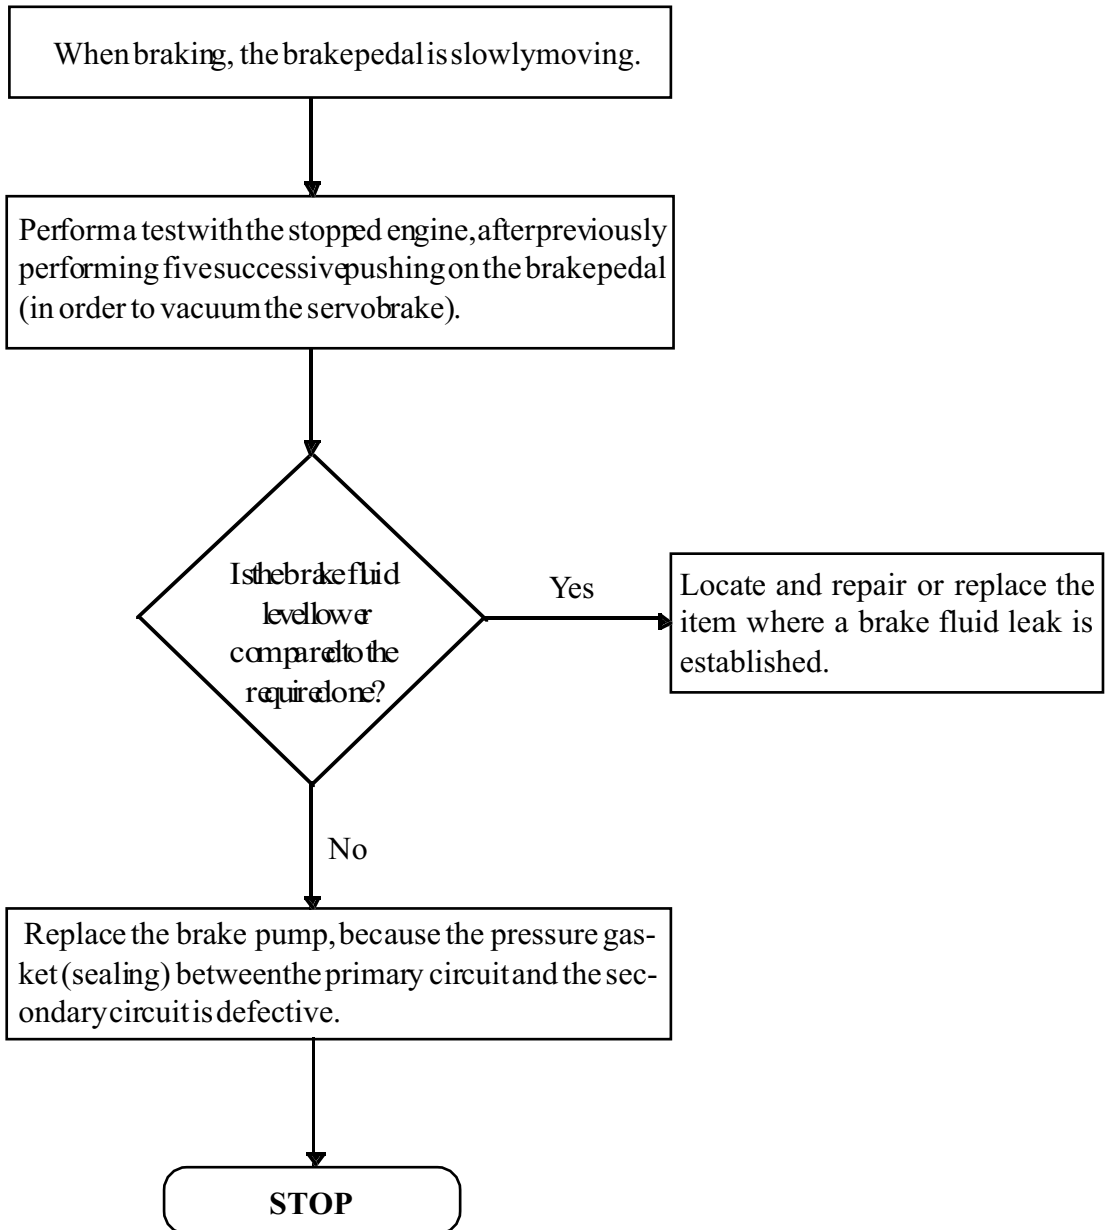 When braking, the brake pedal is slowly moving.
Perform a test with the stopped engine, after previously
performing five successive pushing on the brake pedal
(in order to vacuum the servobrake).
Is the brake fluid
level lower
compared to the
required one?
Yes
Locate and repair or replace the
item where a brake fluid leak is
established.
No
Replace the brake pump, because the pressure gas-
ket (sealing) between the primary circuit and the sec-
ondary circuit is defective.
STOP